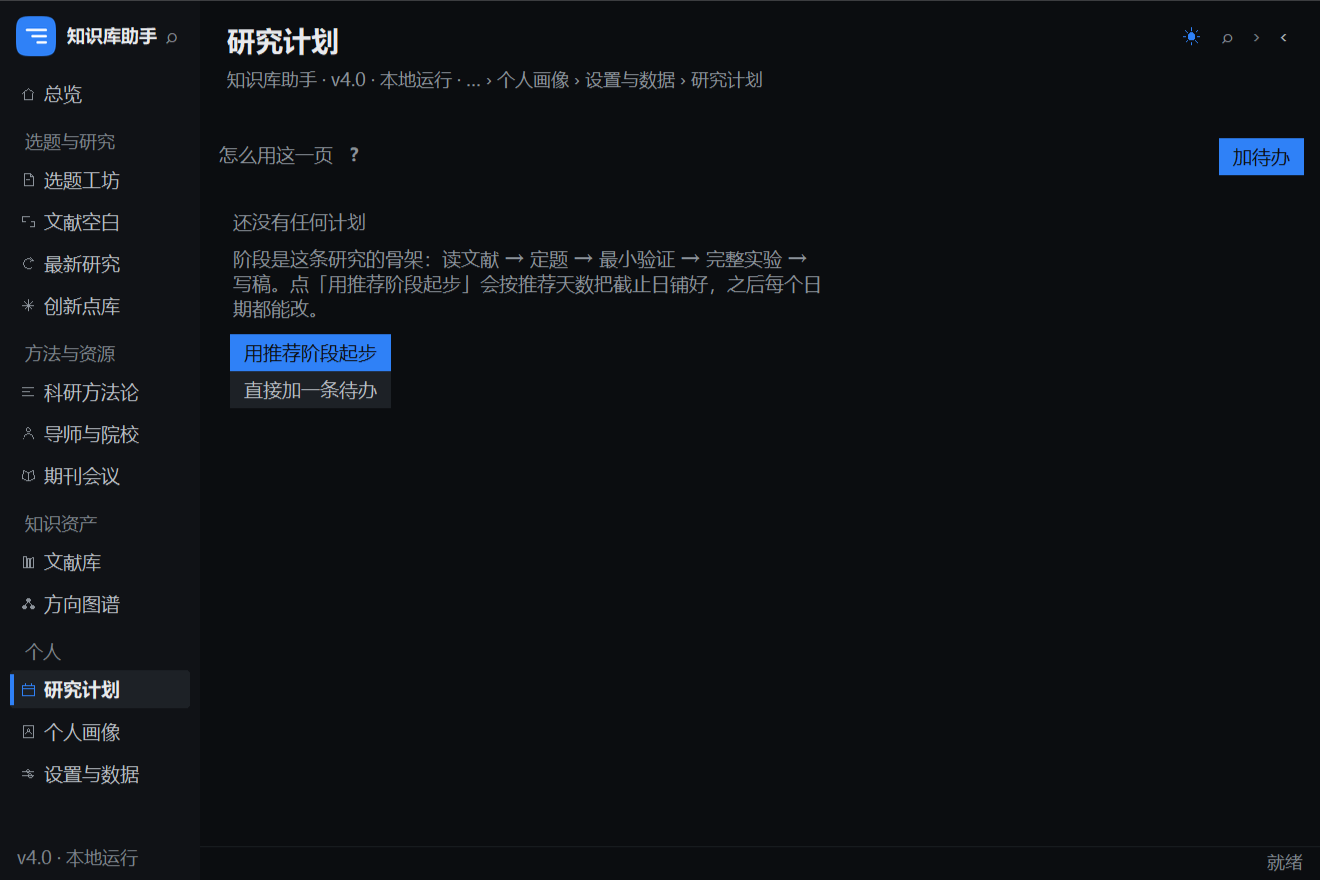 知识库助手
总览
选题与研究
选题工坊
文献空白
最新研究
创新点库
方法与资源
科研方法论
导师与院校
期刊会议
知识资产
文献库
方向图谱
个人
研究计划
个人画像
设置与数据
v4.0 · 本地运行
研究计划
知识库助手 · v4.0 · 本地运行 · ... › 个人画像 › 设置与数据 › 研究计划
怎么用这一页 ?
加待办
还没有任何计划
阶段是这条研究的骨架：读文献 → 定题 → 最小验证 → 完整实验 →
写稿。点「用推荐阶段起步」会按推荐天数把截止日铺好，之后每个日
期都能改。
用推荐阶段起步
直接加一条待办
就绪